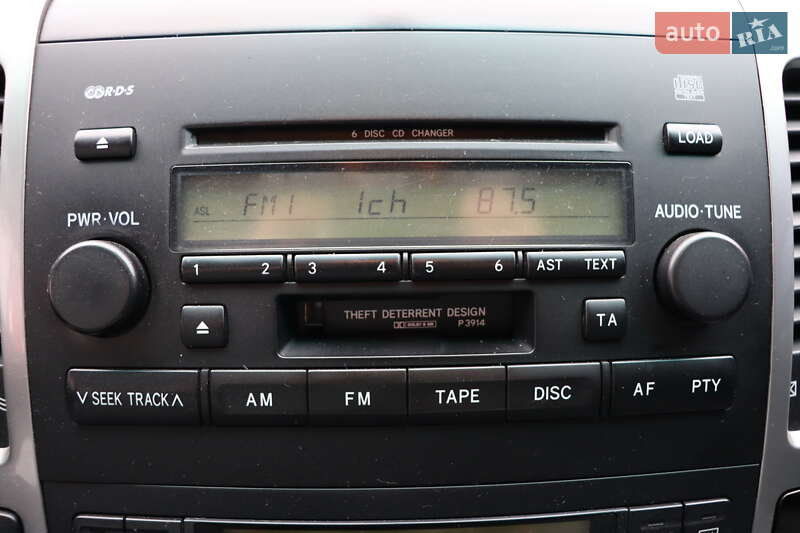 auto RIA
R·D·S
6 DISC CD CHANGER
LOAD
ASL FM1 1ch 87.5
PWR·VOL
AUDIO·TUNE
1 2 3 4 5 6 AST TEXT
THEFT DETERRENT DESIGN
P3914
TA
SEEK TRACK AM FM TAPE DISC AF PTY